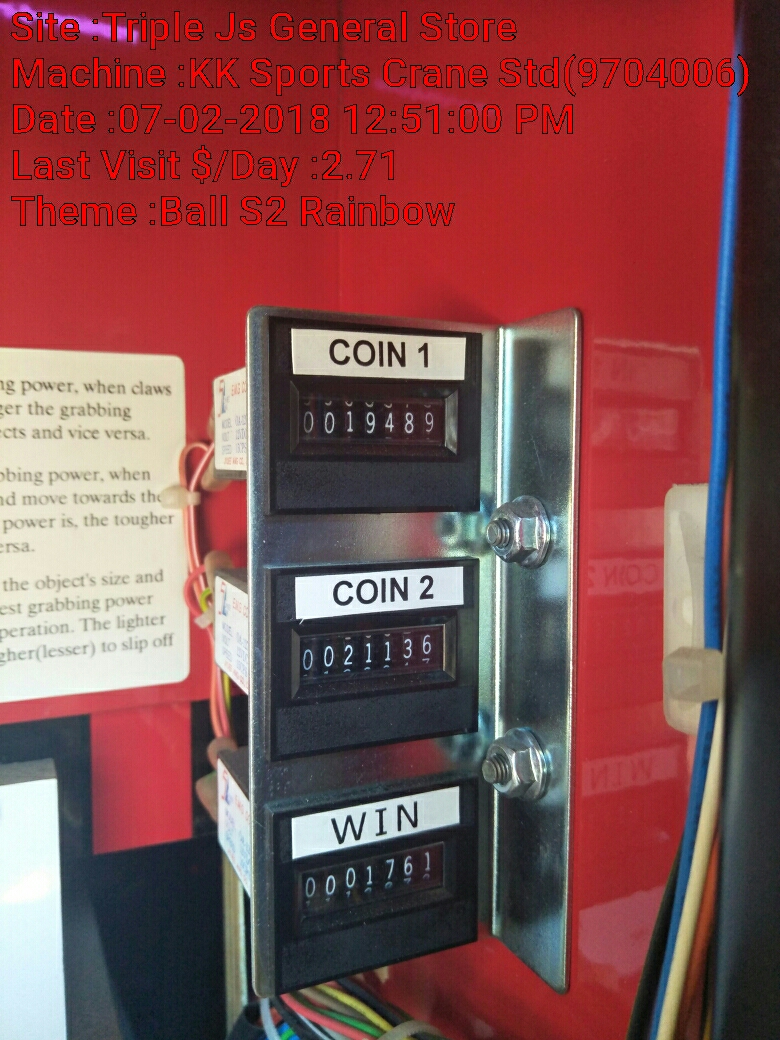 Site :Triple Js General Store
Machine :KK Sports Crane Std(9704006)
Date :07-02-2018 12:51:00 PM
Last Visit $/Day :2.71
Theme :Ball S2 Rainbow
COIN 1
0019489
COIN 2
0021136
WIN
0001761
ng power, when claws
ger the grabbing
ects and vice versa.
bbing power, when
nd move towards the
power is, the tougher
ersa.
the object's size and
est grabbing power
peration. The lighter
gher(lesser) to slip off